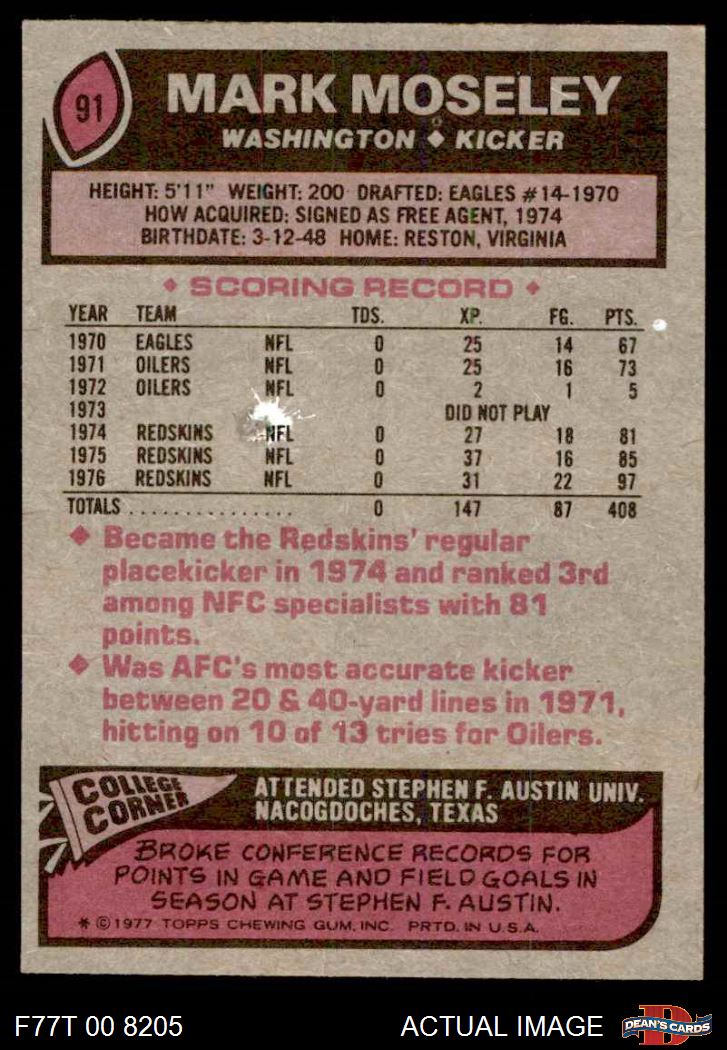 91
MARK MOSELEY
WASHINGTON ♦ KICKER
HEIGHT: 5'11" WEIGHT: 200 DRAFTED: EAGLES #14-1970
HOW ACQUIRED: SIGNED AS FREE AGENT, 1974
BIRTHDATE: 3-12-48 HOME: RESTON, VIRGINIA
♦ SCORING RECORD ♦
YEAR TEAM TDS. XP. FG. PTS.
1970 EAGLES NFL 0 25 14 67
1971 OILERS NFL 0 25 16 73
1972 OILERS NFL 0 2 1 5
1973 DID NOT PLAY
1974 REDSKINS NFL 0 27 18 81
1975 REDSKINS NFL 0 37 16 85
1976 REDSKINS NFL 0 31 22 97
TOTALS . . . . . . . . . . . . . . . 0 147 87 408
♦ Became the Redskins' regular
placekicker in 1974 and ranked 3rd
among NFC specialists with 81
points.
♦ Was AFC's most accurate kicker
between 20 & 40-yard lines in 1971,
hitting on 10 of 13 tries for Oilers.
COLLEGE
CORNER
ATTENDED STEPHEN F. AUSTIN UNIV.
NACOGDOCHES, TEXAS
BROKE CONFERENCE RECORDS FOR
POINTS IN GAME AND FIELD GOALS IN
SEASON AT STEPHEN F. AUSTIN.
* © 1977 TOPPS CHEWING GUM, INC. PRTD. IN U.S.A.
F77T 00 8205
ACTUAL IMAGE
D
DEAN'S CARDS